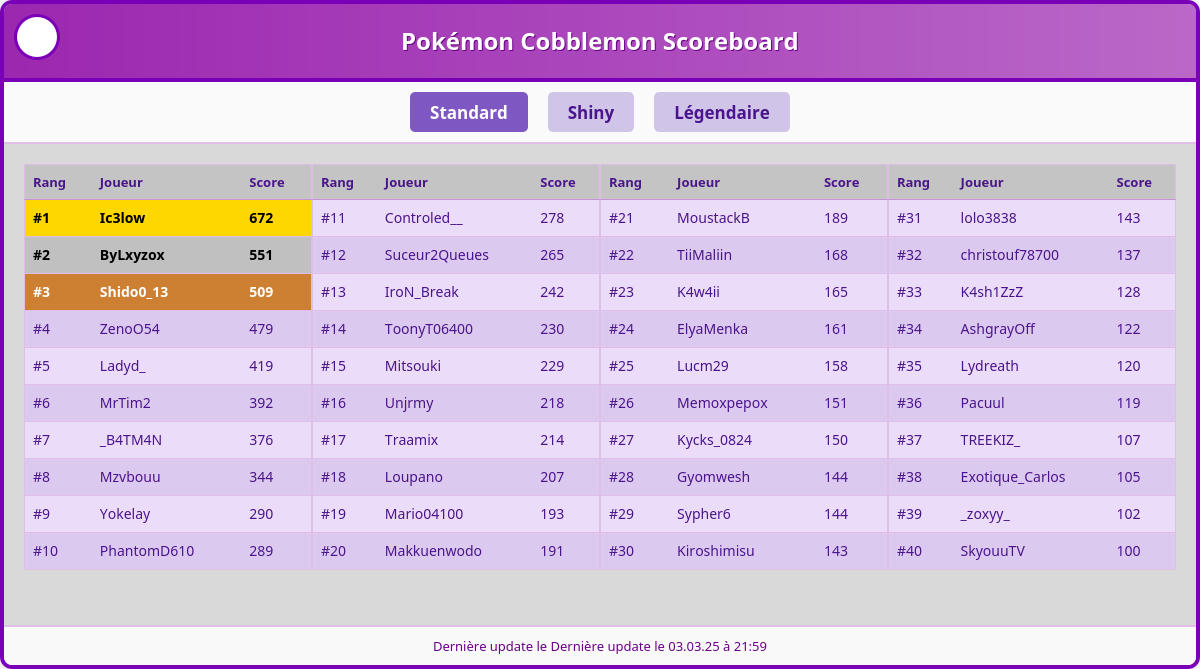 Pokémon Cobblemon Scoreboard
Standard Shiny Légendaire
Rang Joueur Score Rang Joueur Score Rang Joueur Score Rang Joueur Score
#1 Ic3low 672 #11 Controled__ 278 #21 MoustackB 189 #31 lolo3838 143
#2 ByLxyzox 551 #12 Suceur2Queues 265 #22 TiiMaliin 168 #32 christouf78700 137
#3 Shido0_13 509 #13 IroN_Break 242 #23 K4w4ii 165 #33 K4sh1ZzZ 128
#4 ZenoO54 479 #14 ToonyT06400 230 #24 ElyaMenka 161 #34 AshgrayOff 122
#5 Ladyd_ 419 #15 Mitsouki 229 #25 Lucm29 158 #35 Lydreath 120
#6 MrTim2 392 #16 Unjrmy 218 #26 Memoxpepox 151 #36 Pacuul 119
#7 _B4TM4N 376 #17 Traamix 214 #27 Kycks_0824 150 #37 TREEKIZ_ 107
#8 Mzvbouu 344 #18 Loupano 207 #28 Gyomwesh 144 #38 Exotique_Carlos 105
#9 Yokelay 290 #19 Mario04100 193 #29 Sypher6 144 #39 _zoxyy_ 102
#10 PhantomD610 289 #20 Makkuenwodo 191 #30 Kiroshimisu 143 #40 SkyouuTV 100
Dernière update le Dernière update le 03.03.25 à 21:59